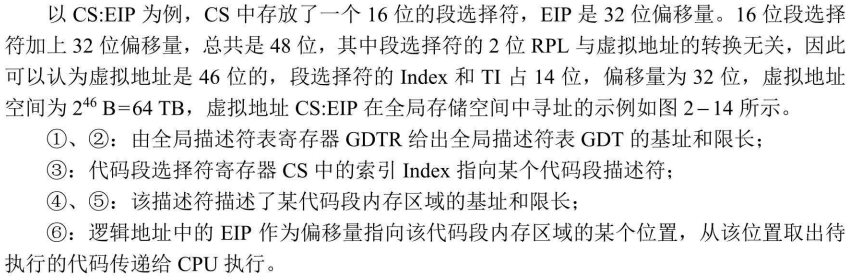 以 CS:EIP 为例，CS 中存放了一个 16 位的段选择符，EIP 是 32 位偏移量。16 位段选择
符加上 32 位偏移量，总共是 48 位，其中段选择符的 2 位 RPL 与虚拟地址的转换无关，因此
可以认为虚拟地址是 46 位的，段选择符的 Index 和 TI 占 14 位，偏移量为 32 位，虚拟地址
空间为 2⁴⁶ B=64 TB，虚拟地址 CS:EIP 在全局存储空间中寻址的示例如图 2－14 所示。
①、②：由全局描述符表寄存器 GDTR 给出全局描述符表 GDT 的基址和限长；
③：代码段选择符寄存器 CS 中的索引 Index 指向某个代码段描述符；
④、⑤：该描述符描述了某代码段内存区域的基址和限长；
⑥：逻辑地址中的 EIP 作为偏移量指向该代码段内存区域的某个位置，从该位置取出待
执行的代码传递给 CPU 执行。